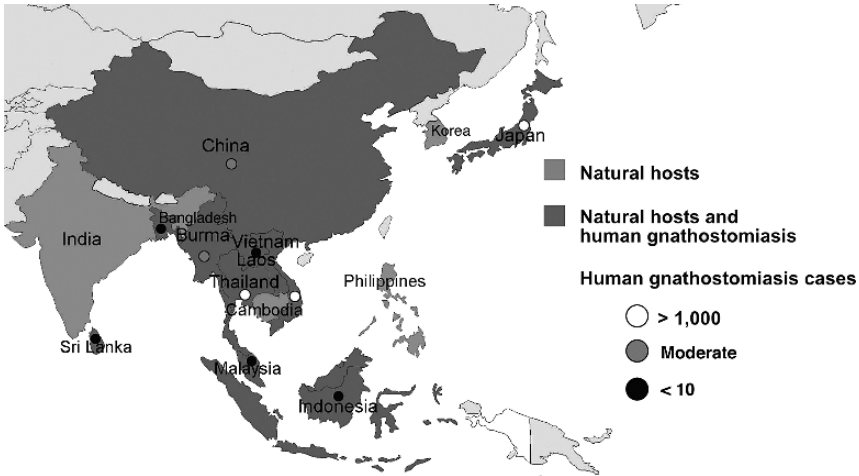 China
Korea
Japan
Natural hosts
Bangladesh
Natural hosts and
human gnathostomiasis
India
Burma
Vietnam
Laos
Human gnathostomiasis cases
Thailand
Philippines
Cambodia
> 1,000
Sri Lanka
Moderate
Malaysia
< 10
Indonesia